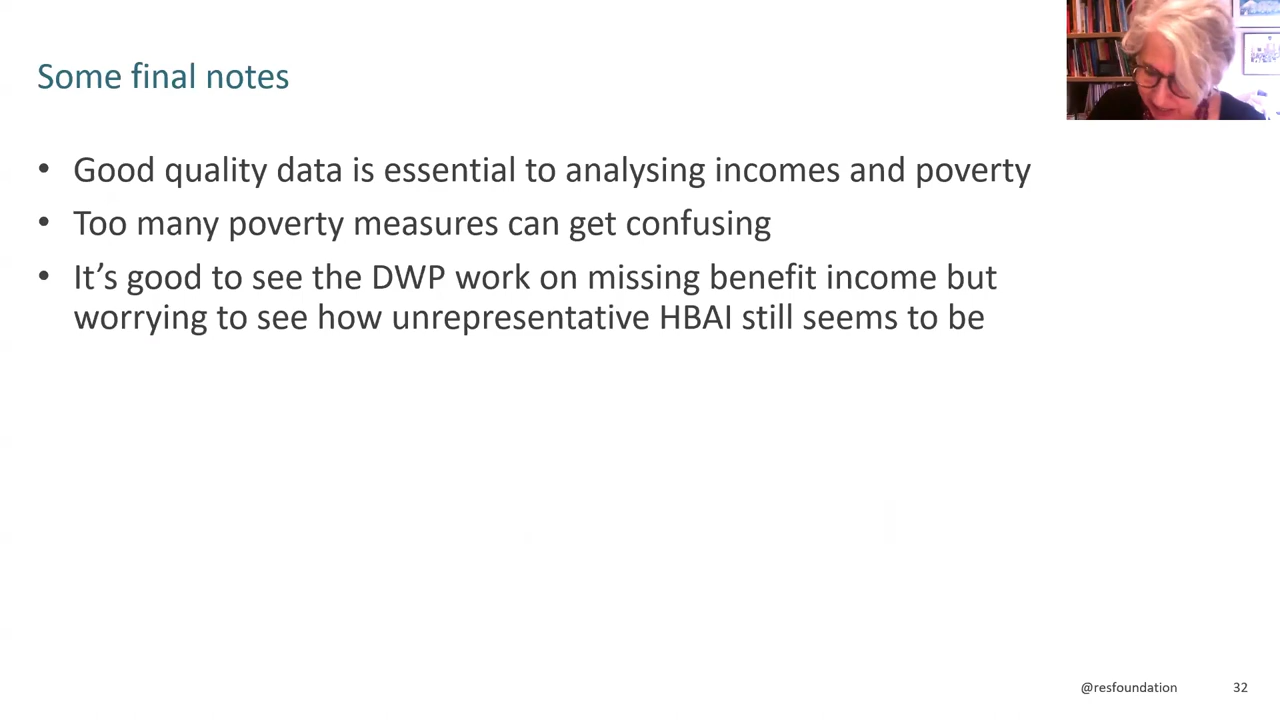 Some final notes
• Good quality data is essential to analysing incomes and poverty
• Too many poverty measures can get confusing
• It’s good to see the DWP work on missing benefit income but
worrying to see how unrepresentative HBAI still seems to be
@resfoundation 32